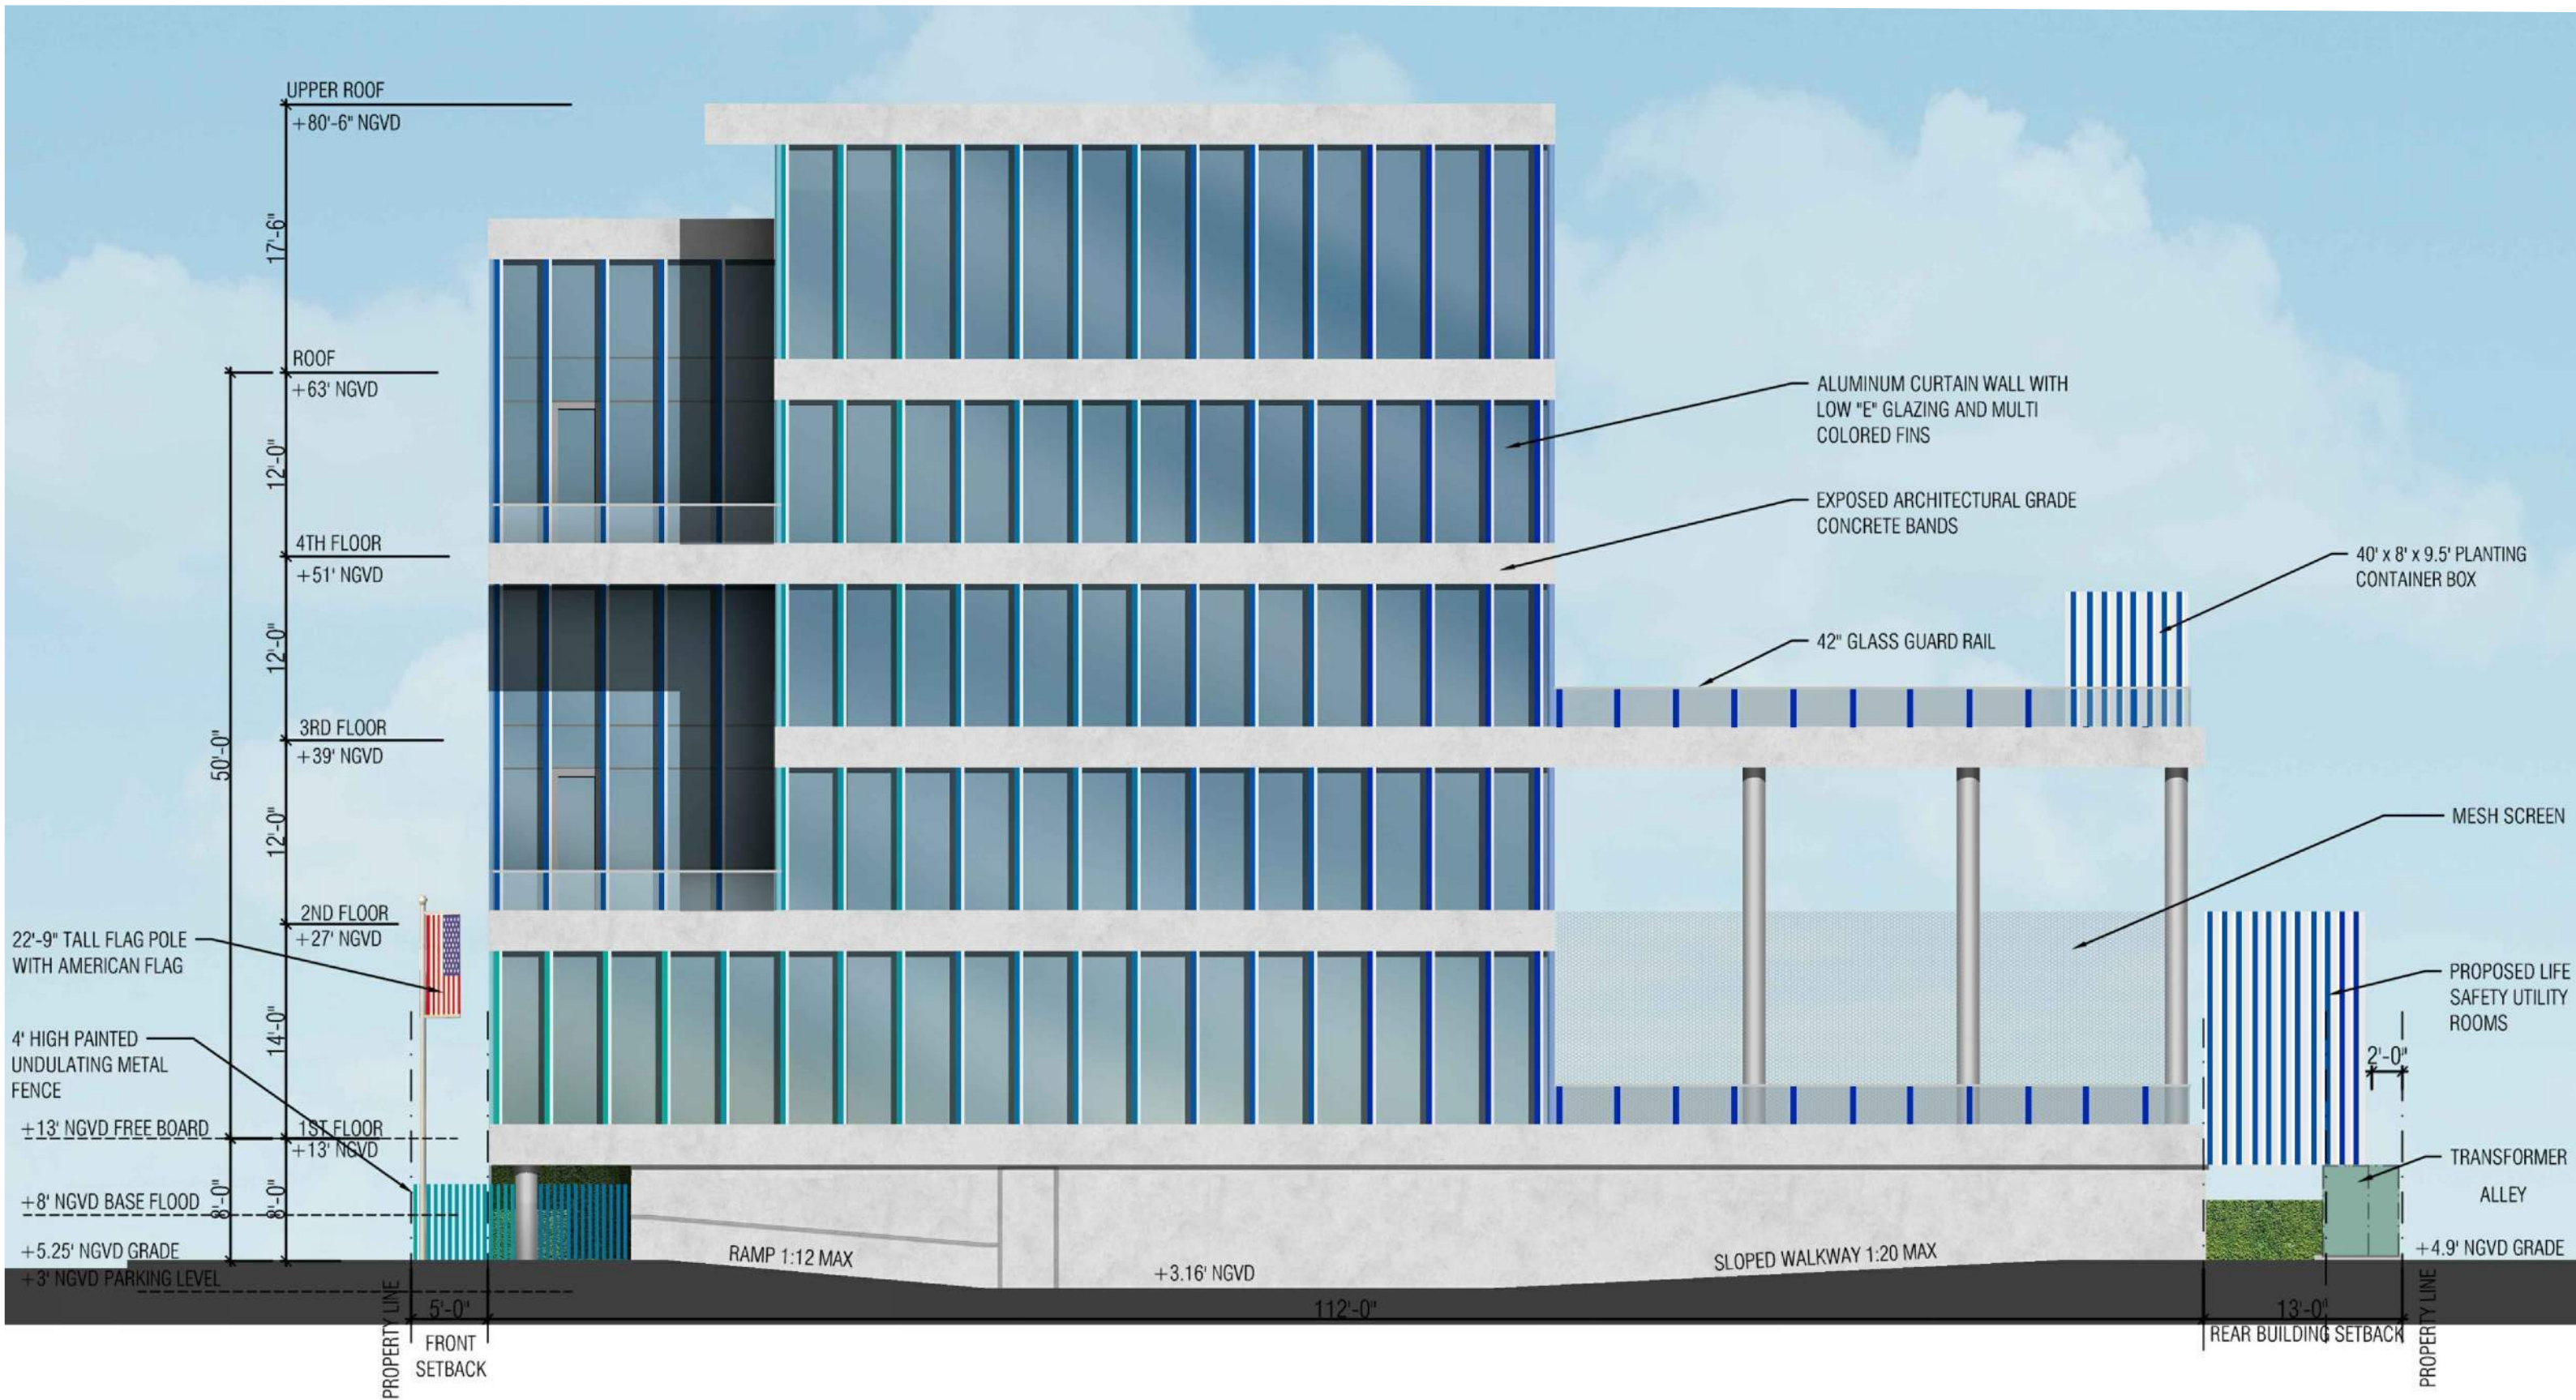 UPPER ROOF
+80'-6" NGVD
17'-6"
ROOF
+63' NGVD
12'-0"
4TH FLOOR
+51' NGVD
12'-0"
3RD FLOOR
+39' NGVD
50'-0"
12'-0"
2ND FLOOR
+27' NGVD
14'-0"
22'-9" TALL FLAG POLE
WITH AMERICAN FLAG
4' HIGH PAINTED
UNDULATING METAL
FENCE
+13' NGVD FREE BOARD
1ST FLOOR
+13' NGVD
+8' NGVD BASE FLOOD
8'-0"
8'-0"
+5.25' NGVD GRADE
+3' NGVD PARKING LEVEL
ALUMINUM CURTAIN WALL WITH
LOW "E" GLAZING AND MULTI
COLORED FINS
EXPOSED ARCHITECTURAL GRADE
CONCRETE BANDS
40' x 8' x 9.5' PLANTING
CONTAINER BOX
42" GLASS GUARD RAIL
MESH SCREEN
PROPOSED LIFE
SAFETY UTILITY
ROOMS
2'-0"
TRANSFORMER
ALLEY
+4.9' NGVD GRADE
RAMP 1:12 MAX
+3.16' NGVD
SLOPED WALKWAY 1:20 MAX
PROPERTY LINE
5'-0"
FRONT
SETBACK
112'-0"
13'-0"
REAR BUILDING SETBACK
PROPERTY LINE